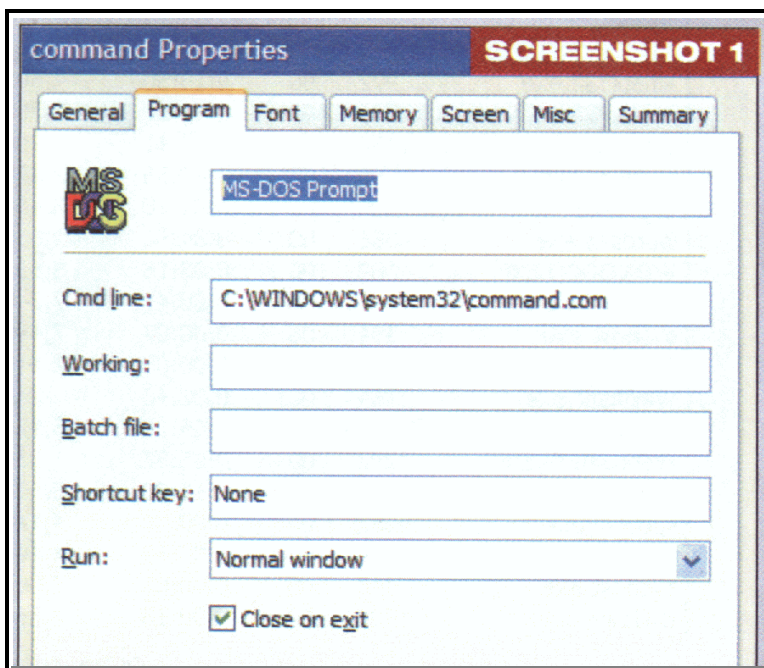 command Properties
SCREENSHOT 1
General Program Font Memory Screen Misc Summary
MS
DOS
MS-DOS Prompt
Cmd line: C:\WINDOWS\system32\command.com
Working:
Batch file:
Shortcut key: None
Run: Normal window
Close on exit